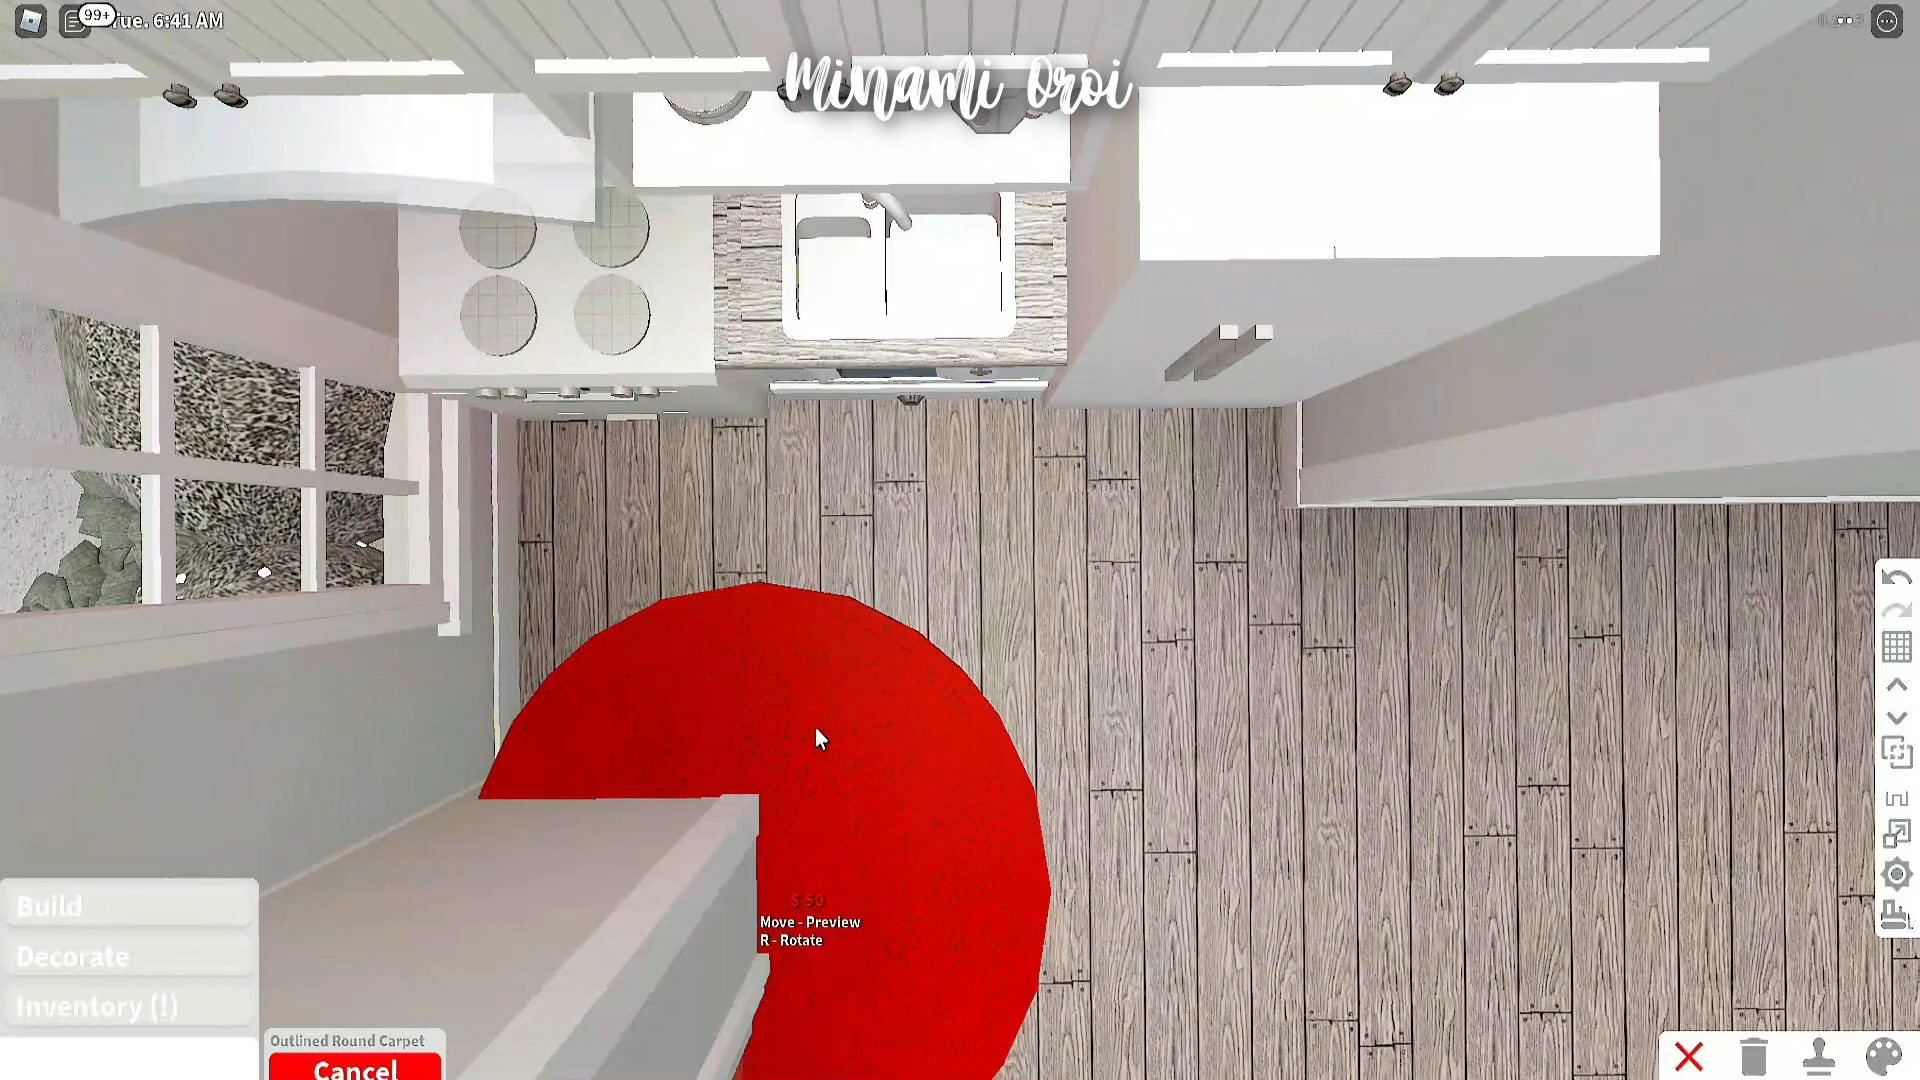 99+
Tue. 6:41 AM
Minami Oroi
$ 50
Move - Preview
R - Rotate
Build
Decorate
Inventory (!)
Outlined Round Carpet
Cancel